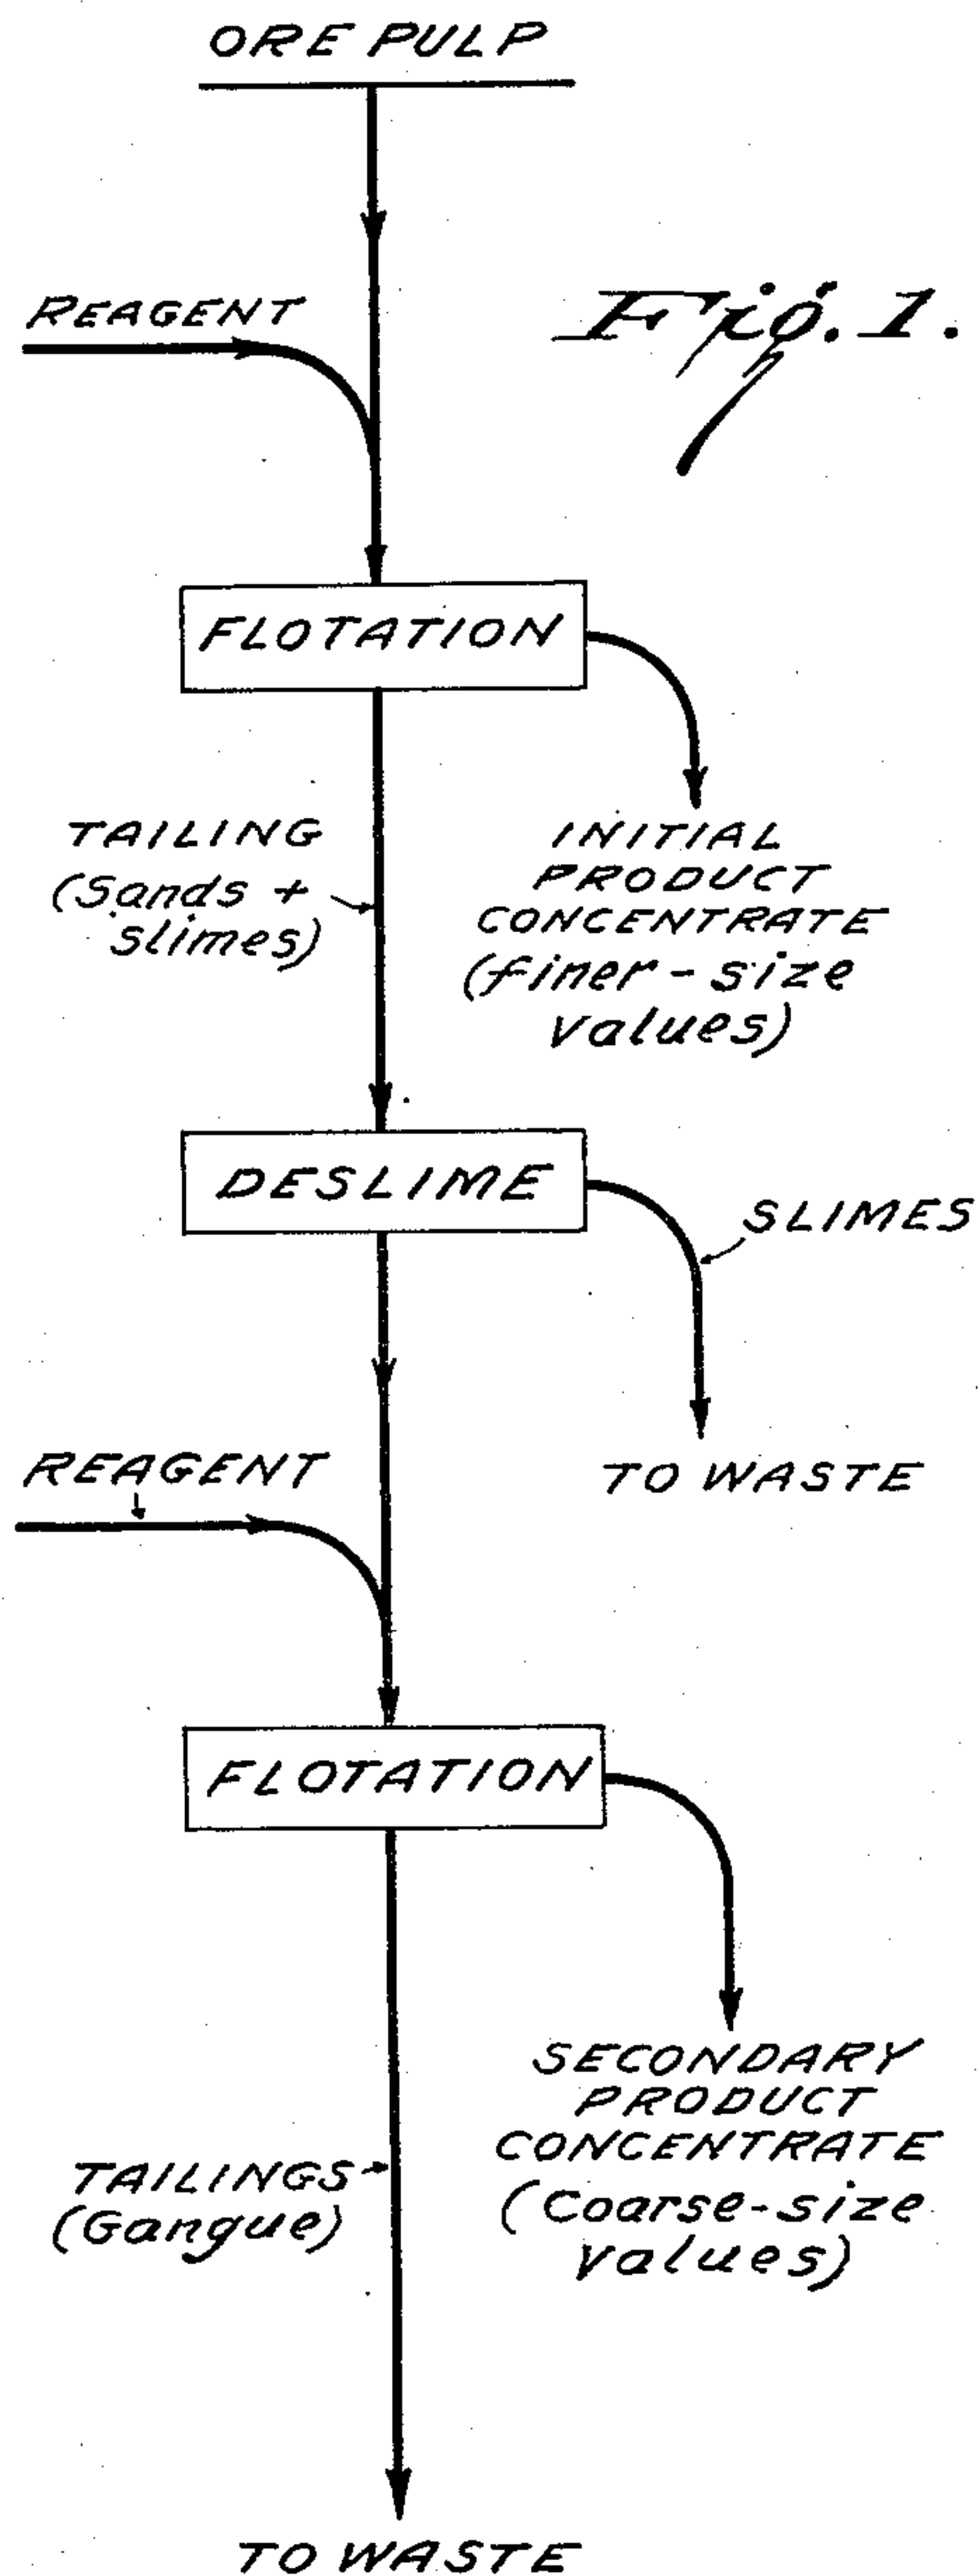 ORE PULP
REAGENT
Fig. 1.
FLOTATION
TAILING
(Sands +
slimes)
INITIAL
PRODUCT
CONCENTRATE
(finer-size
values)
DESLIME
SLIMES
TO WASTE
REAGENT
FLOTATION
SECONDARY
PRODUCT
CONCENTRATE
(Coarse-size
values)
TAILINGS
(Gangue)
TO WASTE